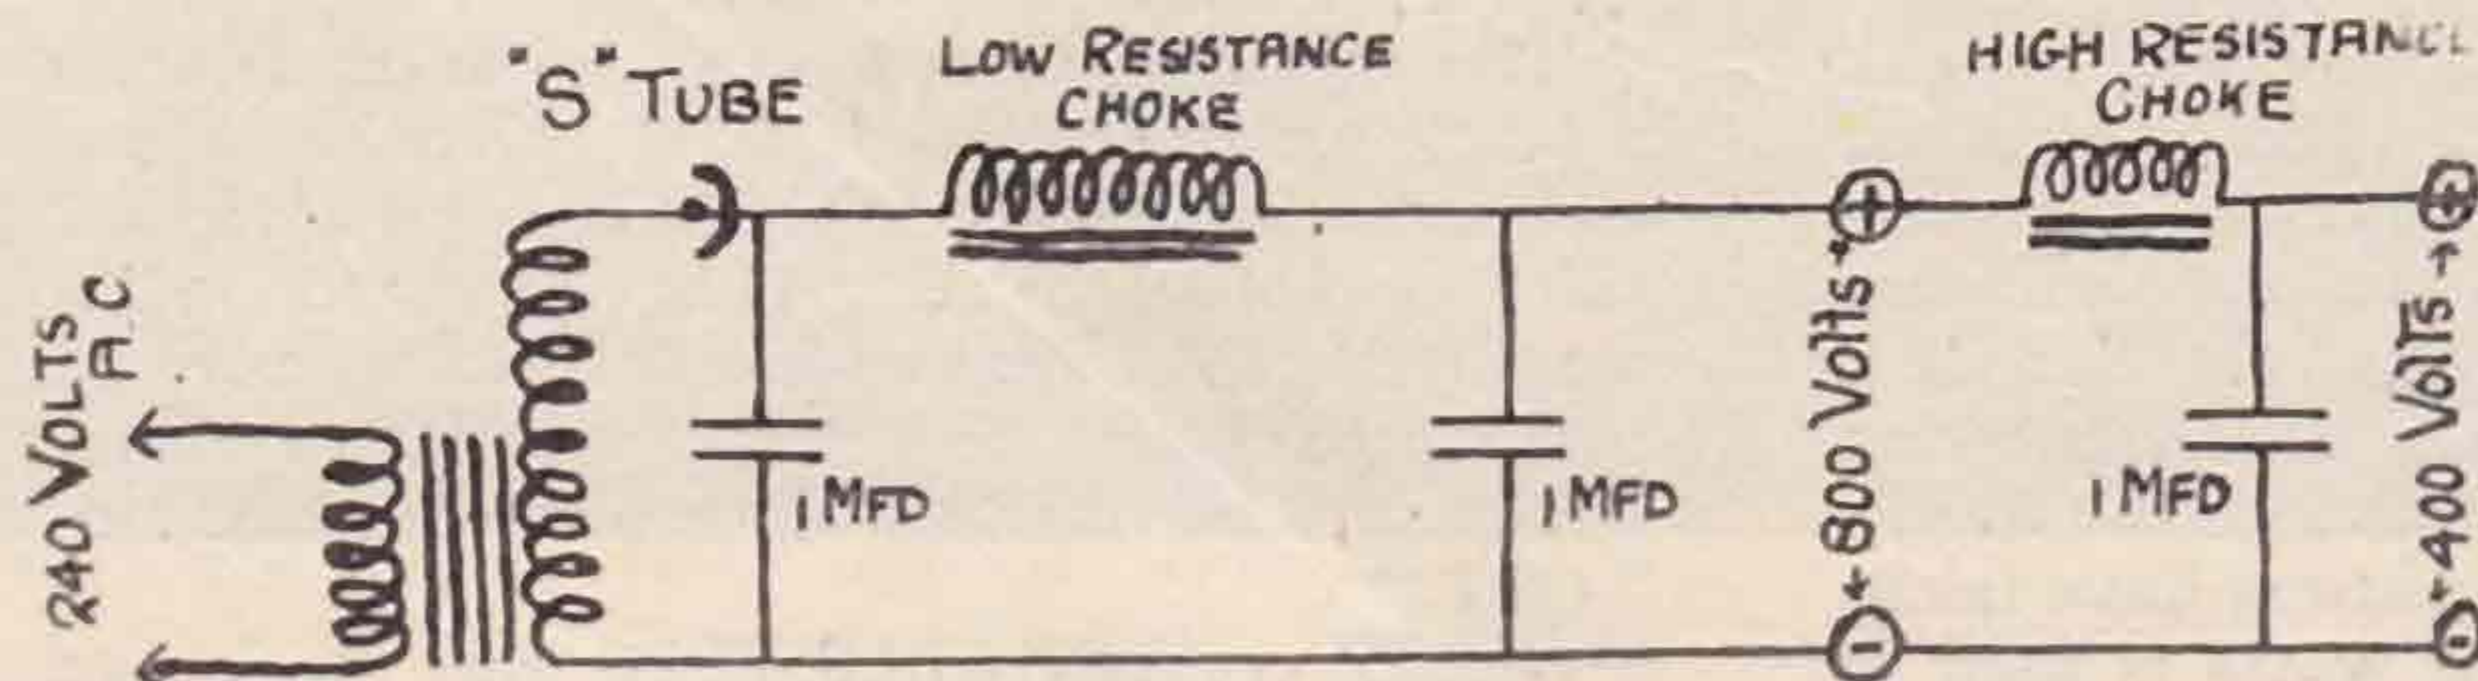 "S" TUBE
LOW RESISTANCE
CHOKE
HIGH RESISTANCE
CHOKE
240 VOLTS
A.C
1 MFD
1 MFD
800 Volts
1 MFD
400 Volts